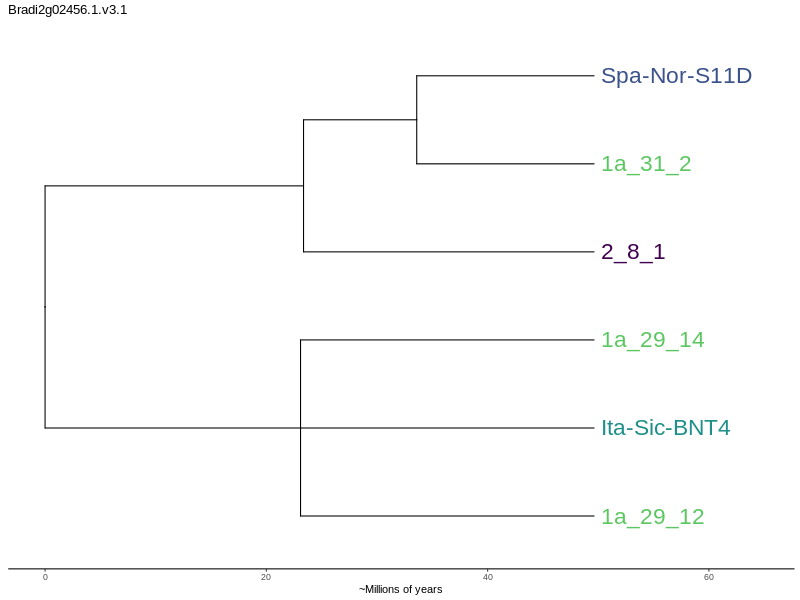 Bradi2g02456.1.v3.1
Spa-Nor-S11D
1a_31_2
2_8_1
1a_29_14
Ita-Sic-BNT4
1a_29_12
0 20 40 60
~Millions of years